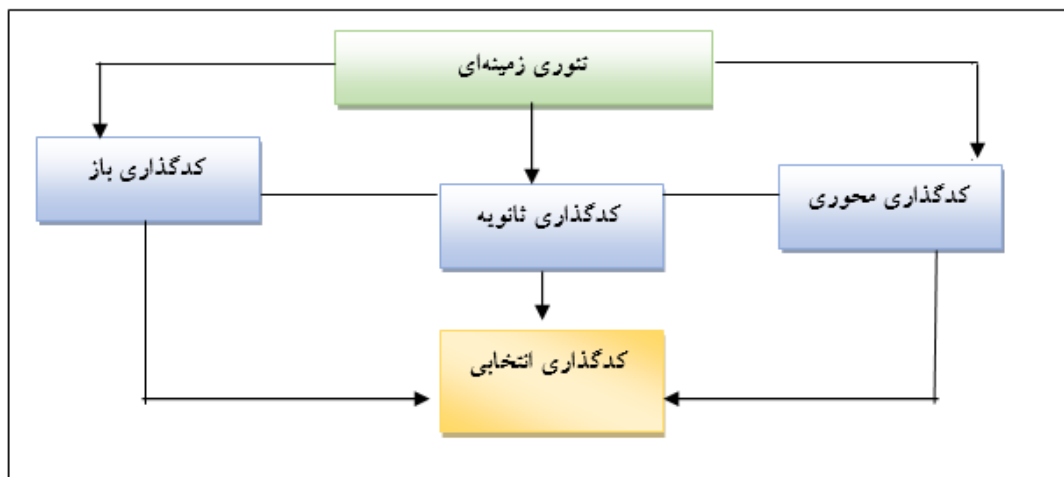 تئوری زمینه‌ای
کدگذاری باز
کدگذاری محوری
کدگذاری ثانویه
کدگذاری انتخابی